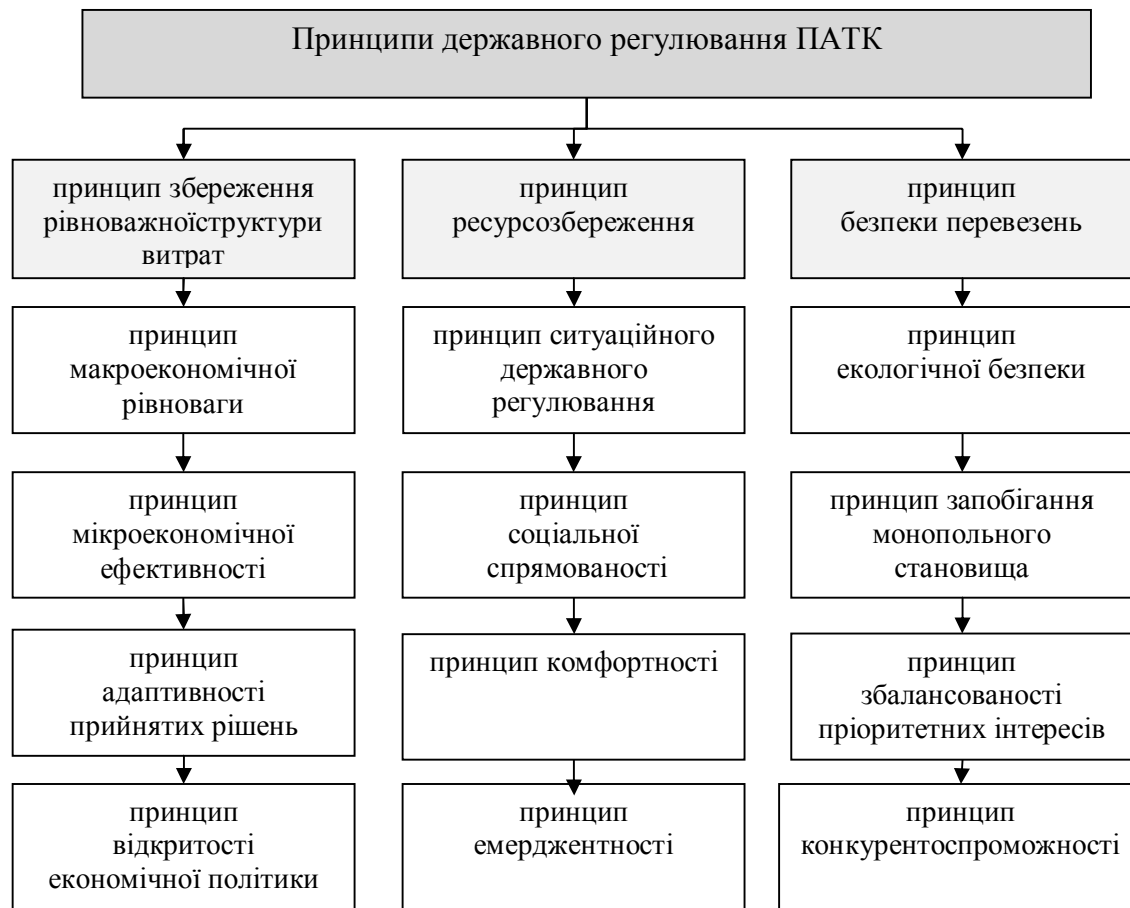 Принципи державного регулювання ПАТК
принцип збереження
рівноважноїструктури
витрат
принцип
ресурсозбереження
принцип
безпеки перевезень
принцип
макроекономічної
рівноваги
принцип ситуаційного
державного
регулювання
принцип
екологічної безпеки
принцип
мікроекономічної
ефективності
принцип
соціальної
спрямованості
принцип запобігання
монопольного
становища
принцип
адаптивності
прийнятих рішень
принцип комфортності
принцип
збалансованості
пріоритетних інтересів
принцип
відкритості
економічної політики
принцип
емерджентності
принцип
конкурентоспроможності